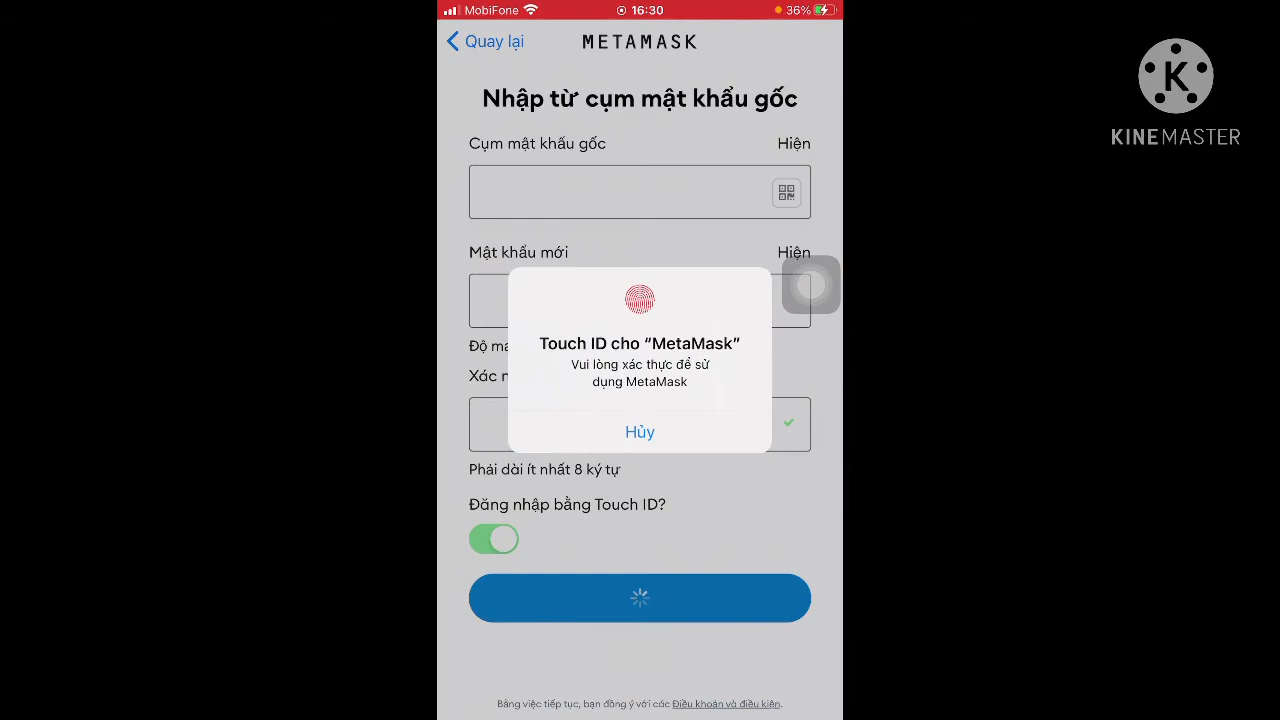 MobiFone 16:30 36%
Quay lại METAMASK
K
KINEMASTER
Nhập từ cụm mật khẩu gốc
Cụm mật khẩu gốc Hiện
Mật khẩu mới Hiện
Touch ID cho “MetaMask”
Vui lòng xác thực để sử
dụng MetaMask
Hủy
Phải dài ít nhất 8 ký tự
Đăng nhập bằng Touch ID?
Bằng việc tiếp tục, bạn đồng ý với các Điều khoản và điều kiện.